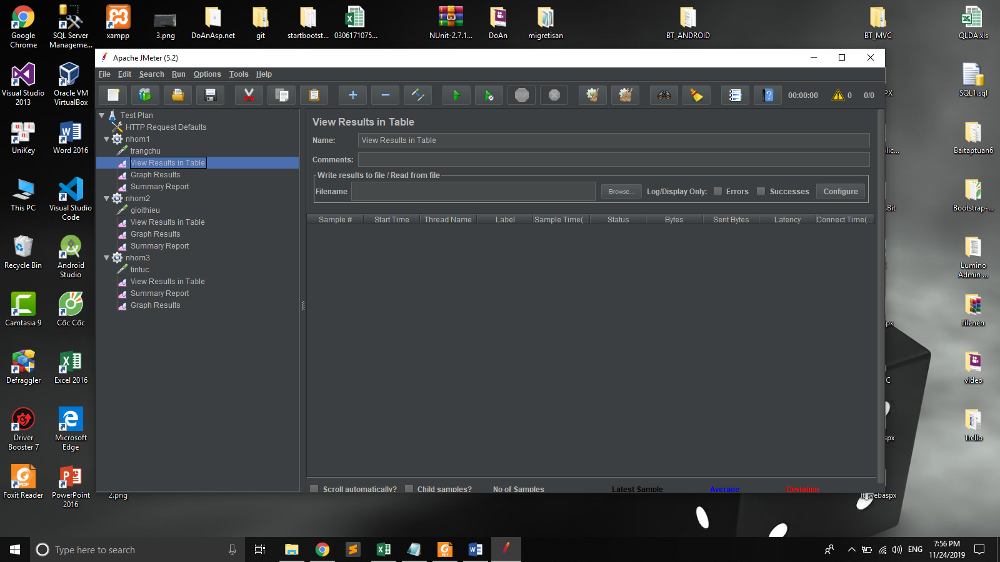 Google
Chrome
SQL Server
Manageme...
xampp
3.png
DoAnAsp.net
git
startbootst...
0306171075...
NUnit-2.7.1...
DoAn
migretisan
BT_ANDROID
BT_MVC
QLDA.xls
Apache JMeter (5.2)
File Edit Search Run Options Tools Help
STOP
00:00:00
0
0/0
Visual Studio
2013
Oracle VM
VirtualBox
UniKey
Word 2016
This PC
Visual Studio
Code
Recycle Bin
Android
Studio
Camtasia 9
Cốc Cốc
Defraggler
Excel 2016
Driver
Booster 7
Microsoft
Edge
Foxit Reader
PowerPoint
2016
2.png
Test Plan
HTTP Request Defaults
nhom1
trangchu
View Results in Table
Graph Results
Summary Report
nhom2
gioithieu
View Results in Table
Graph Results
Summary Report
nhom3
tintuc
View Results in Table
Summary Report
Graph Results
View Results in Table
Name: View Results in Table
Comments:
Write results to file / Read from file
Filename Browse... Log/Display Only: Errors Successes Configure
Sample # Start Time Thread Name Label Sample Time(... Status Bytes Sent Bytes Latency Connect Time(...
Scroll automatically? Child samples? No of Samples Latest Sample Average Deviation
PX
lic...
sBit
px
C
spx
lt_webaspx
SQL1.sql
Baitaptuan6
Bootstrap-...
Lumino
Admin ...
filenen
video
Trello
Type here to search
ENG
7:56 PM
11/24/2019